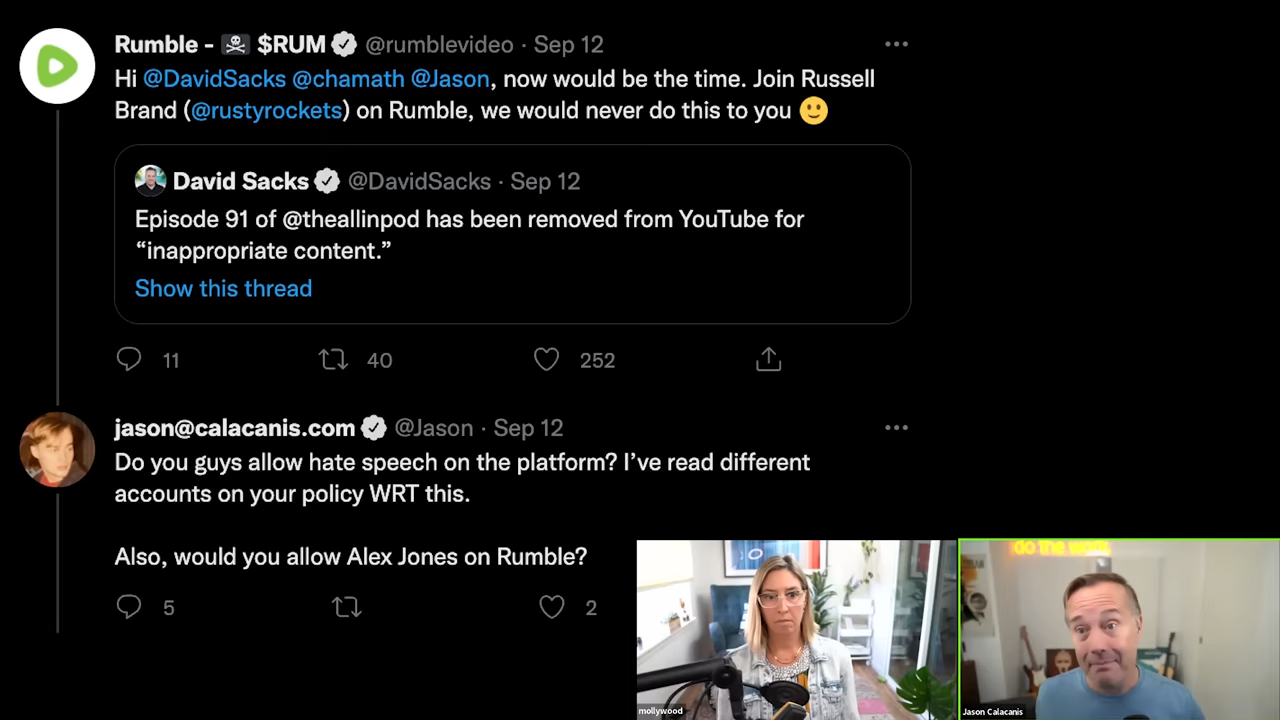 Rumble - ☠ $RUM @rumblevideo · Sep 12
Hi @DavidSacks @chamath @Jason, now would be the time. Join Russell
Brand (@rustyrockets) on Rumble, we would never do this to you 🙂
David Sacks @DavidSacks · Sep 12
Episode 91 of @theallinpod has been removed from YouTube for
“inappropriate content.”
Show this thread
11 40 252
jason@calacanis.com @Jason · Sep 12
Do you guys allow hate speech on the platform? I’ve read different
accounts on your policy WRT this.
Also, would you allow Alex Jones on Rumble?
5 2
do the work
mollywood
Jason Calacanis